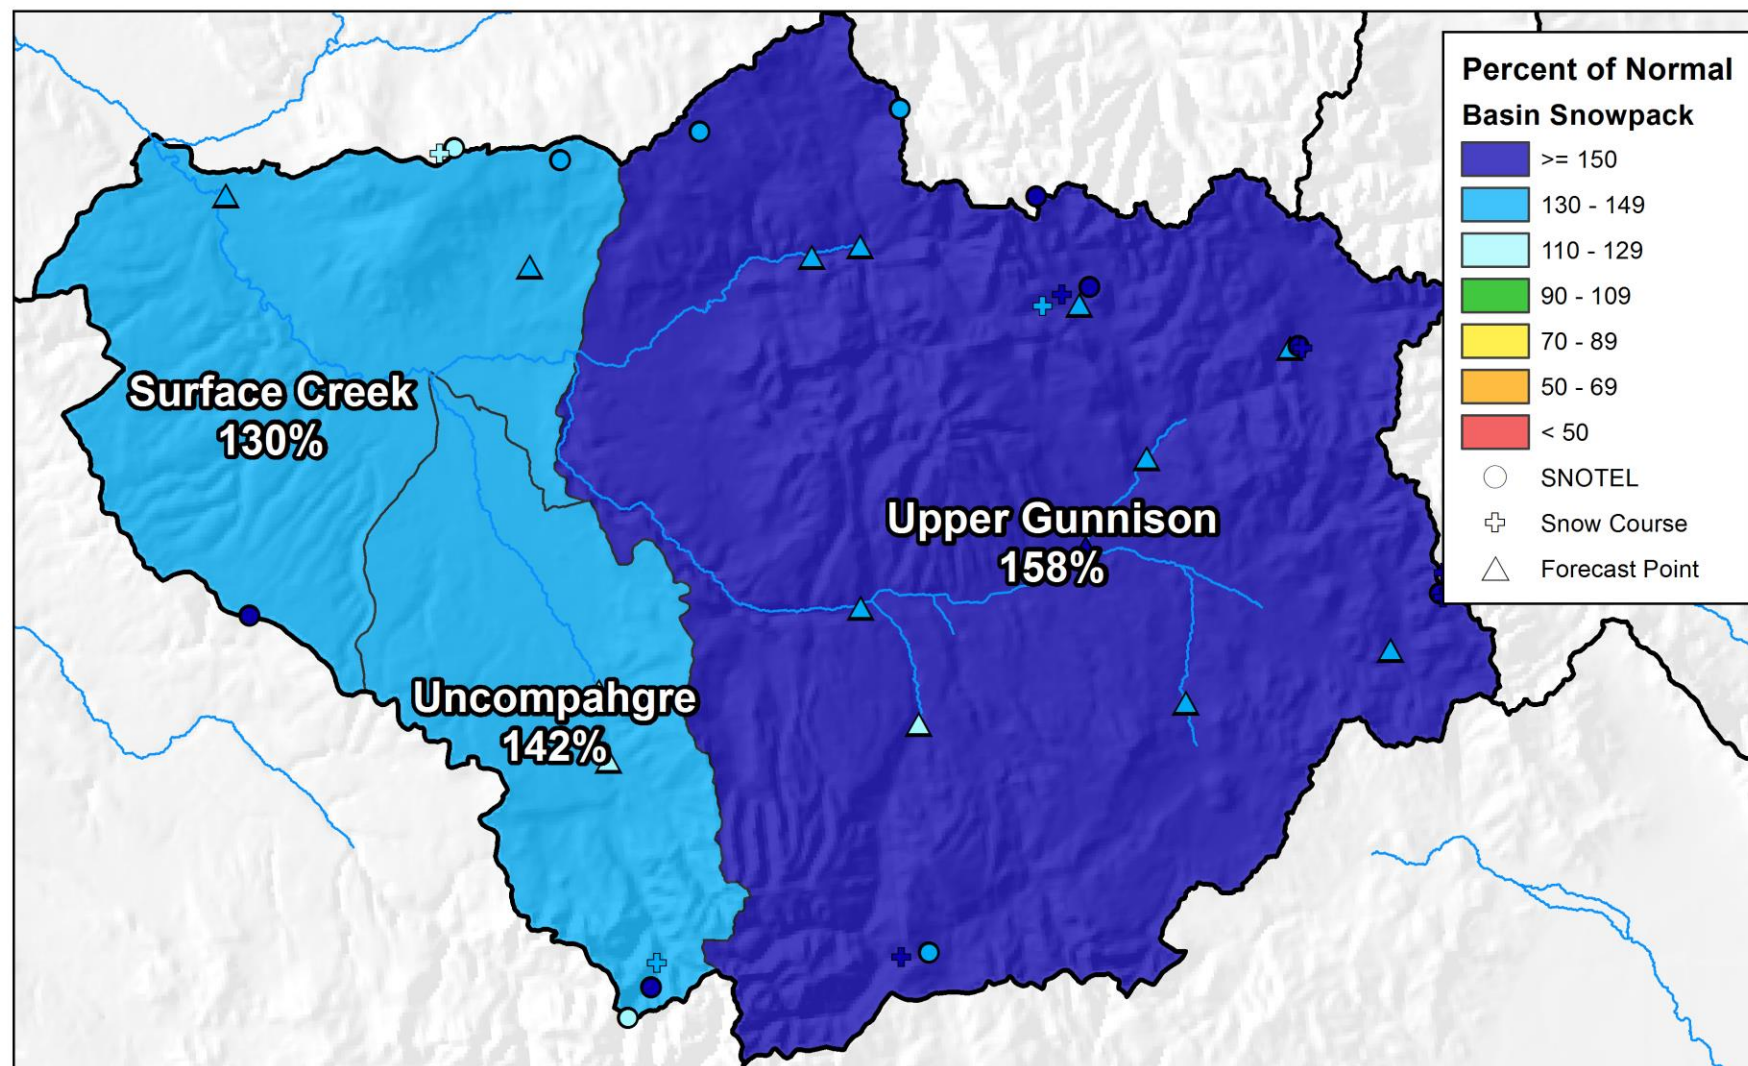 Percent of Normal
Basin Snowpack
>= 150
130 - 149
110 - 129
90 - 109
70 - 89
50 - 69
< 50
SNOTEL
Snow Course
Forecast Point
Surface Creek
130%
Upper Gunnison
158%
Uncompahgre
142%